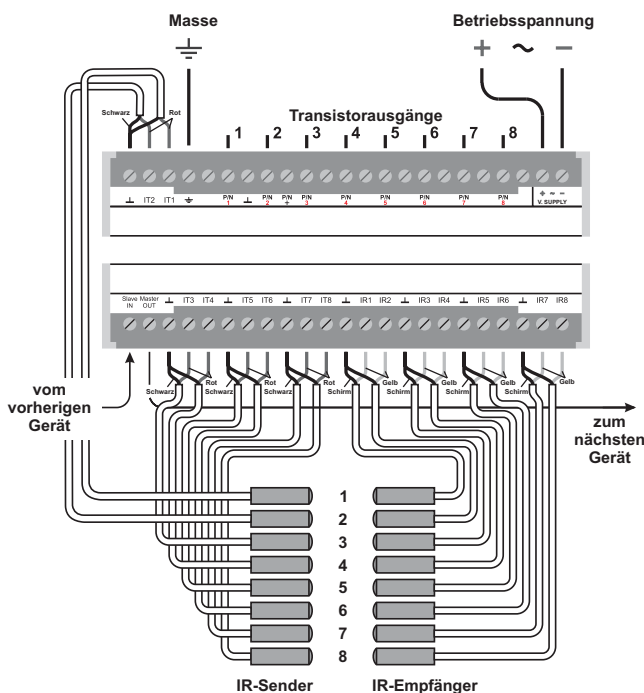 Masse
Betriebsspannung
+ ~ −
Schwarz
Rot
Transistorausgänge
1 2 3 4 5 6 7 8
⊥ IT2 IT1 ⏚ P/N 1 ⊥ P/N 2 P/N + P/N 3 P/N 4 P/N 5 P/N 6 P/N 7 P/N 8 + ~ −
V. SUPPLY
Slave IN Master OUT ⊥ IT3 IT4 ⊥ IT5 IT6 ⊥ IT7 IT8 ⊥ IR1 IR2 ⊥ IR3 IR4 ⊥ IR5 IR6 ⊥ IR7 IR8
Rot Rot Rot Gelb Gelb Gelb Gelb
Schwarz Schwarz Schwarz Schirm Schirm Schirm Schirm
vom
vorherigen
Gerät
zum
nächsten
Gerät
1
2
3
4
5
6
7
8
IR-Sender
IR-Empfänger